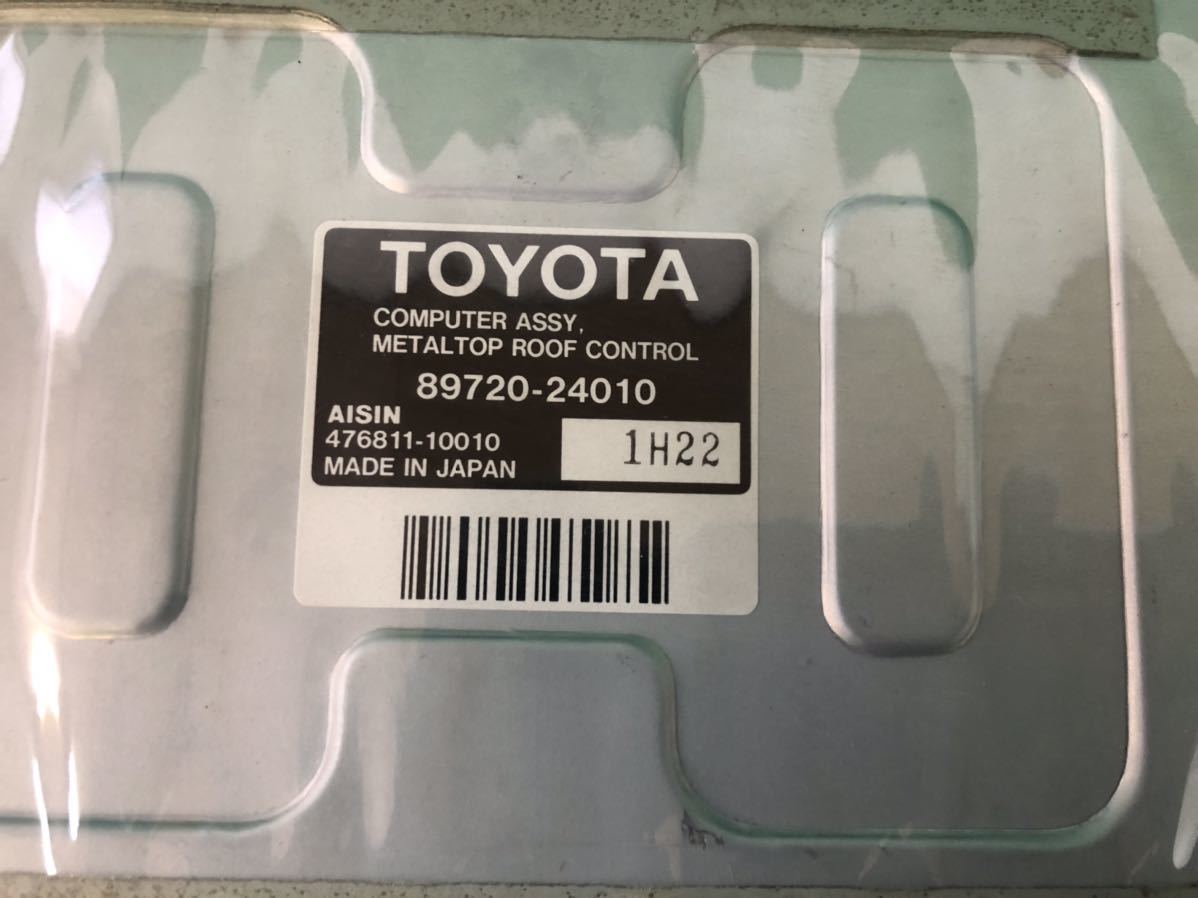 TOYOTA
COMPUTER ASSY,
METALTOP ROOF CONTROL
89720-24010
AISIN
476811-10010
MADE IN JAPAN
1H22